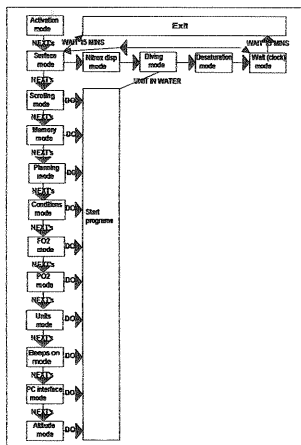 Activation mode
Exit
NEXT's
WAIT 15 MINS
WAIT 15 MINS
Surface mode
Nitrox disp mode
Diving mode
Desaturation mode
Wait (clock) mode
NEXT's
UNIT IN WATER
Scrolling mode
DO
NEXT's
Memory mode
DO
NEXT's
Planning mode
DO
NEXT's
Conditions mode
DO
Start programs
NEXT's
FO2 mode
DO
NEXT's
PO2 mode
DO
NEXT's
Units mode
DO
NEXT's
Beeps on mode
DO
NEXT's
PC interface mode
DO
NEXT's
Altitude mode
DO